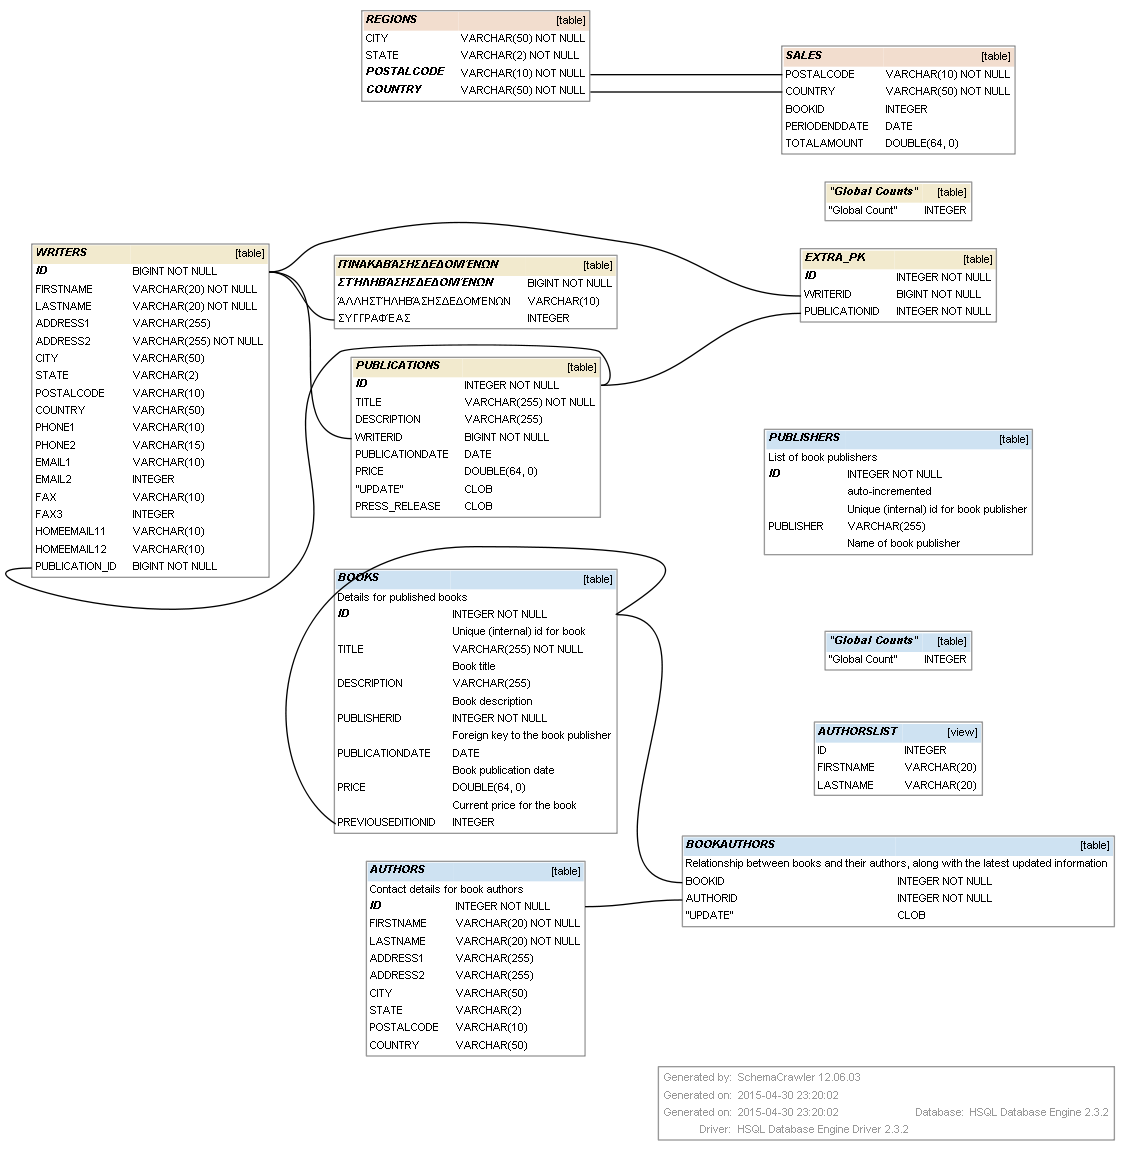 REGIONS [table]
CITY VARCHAR(50) NOT NULL
STATE VARCHAR(2) NOT NULL
POSTALCODE VARCHAR(10) NOT NULL
COUNTRY VARCHAR(50) NOT NULL
SALES [table]
POSTALCODE VARCHAR(10) NOT NULL
COUNTRY VARCHAR(50) NOT NULL
BOOKID INTEGER
PERIODENDDATE DATE
TOTALAMOUNT DOUBLE(64, 0)
"Global Counts" [table]
"Global Count" INTEGER
WRITERS [table]
ID BIGINT NOT NULL
FIRSTNAME VARCHAR(20) NOT NULL
LASTNAME VARCHAR(20) NOT NULL
ADDRESS1 VARCHAR(255)
ADDRESS2 VARCHAR(255) NOT NULL
CITY VARCHAR(50)
STATE VARCHAR(2)
POSTALCODE VARCHAR(10)
COUNTRY VARCHAR(50)
PHONE1 VARCHAR(10)
PHONE2 VARCHAR(15)
EMAIL1 VARCHAR(10)
EMAIL2 INTEGER
FAX VARCHAR(10)
FAX3 INTEGER
HOMEEMAIL11 VARCHAR(10)
HOMEEMAIL12 VARCHAR(10)
PUBLICATION_ID BIGINT NOT NULL
ΠΊΝΑΚΑΒΆΣΗΣΔΕΔΟΜΈΝΩΝ [table]
ΣΤΉΛΗΒΆΣΗΣΔΕΔΟΜΈΝΩΝ BIGINT NOT NULL
ΆΛΛΗΣΤΉΛΗΒΆΣΗΣΔΕΔΟΜΈΝΩΝ VARCHAR(10)
ΣΥΓΓΡΑΦΈΑΣ INTEGER
EXTRA_PK [table]
ID INTEGER NOT NULL
WRITERID BIGINT NOT NULL
PUBLICATIONID INTEGER NOT NULL
PUBLICATIONS [table]
ID INTEGER NOT NULL
TITLE VARCHAR(255) NOT NULL
DESCRIPTION VARCHAR(255)
WRITERID BIGINT NOT NULL
PUBLICATIONDATE DATE
PRICE DOUBLE(64, 0)
"UPDATE" CLOB
PRESS_RELEASE CLOB
PUBLISHERS [table]
List of book publishers
ID INTEGER NOT NULL
auto-incremented
Unique (internal) id for book publisher
PUBLISHER VARCHAR(255)
Name of book publisher
BOOKS [table]
Details for published books
ID INTEGER NOT NULL
Unique (internal) id for book
TITLE VARCHAR(255) NOT NULL
Book title
DESCRIPTION VARCHAR(255)
Book description
PUBLISHERID INTEGER NOT NULL
Foreign key to the book publisher
PUBLICATIONDATE DATE
Book publication date
PRICE DOUBLE(64, 0)
Current price for the book
PREVIOUSEDITIONID INTEGER
"Global Counts" [table]
"Global Count" INTEGER
AUTHORSLIST [view]
ID INTEGER
FIRSTNAME VARCHAR(20)
LASTNAME VARCHAR(20)
BOOKAUTHORS [table]
Relationship between books and their authors, along with the latest updated information
BOOKID INTEGER NOT NULL
AUTHORID INTEGER NOT NULL
"UPDATE" CLOB
AUTHORS [table]
Contact details for book authors
ID INTEGER NOT NULL
FIRSTNAME VARCHAR(20) NOT NULL
LASTNAME VARCHAR(20) NOT NULL
ADDRESS1 VARCHAR(255)
ADDRESS2 VARCHAR(255)
CITY VARCHAR(50)
STATE VARCHAR(2)
POSTALCODE VARCHAR(10)
COUNTRY VARCHAR(50)
Generated by: SchemaCrawler 12.06.03
Generated on: 2015-04-30 23:20:02
Generated on: 2015-04-30 23:20:02 Database: HSQL Database Engine 2.3.2
Driver: HSQL Database Engine Driver 2.3.2